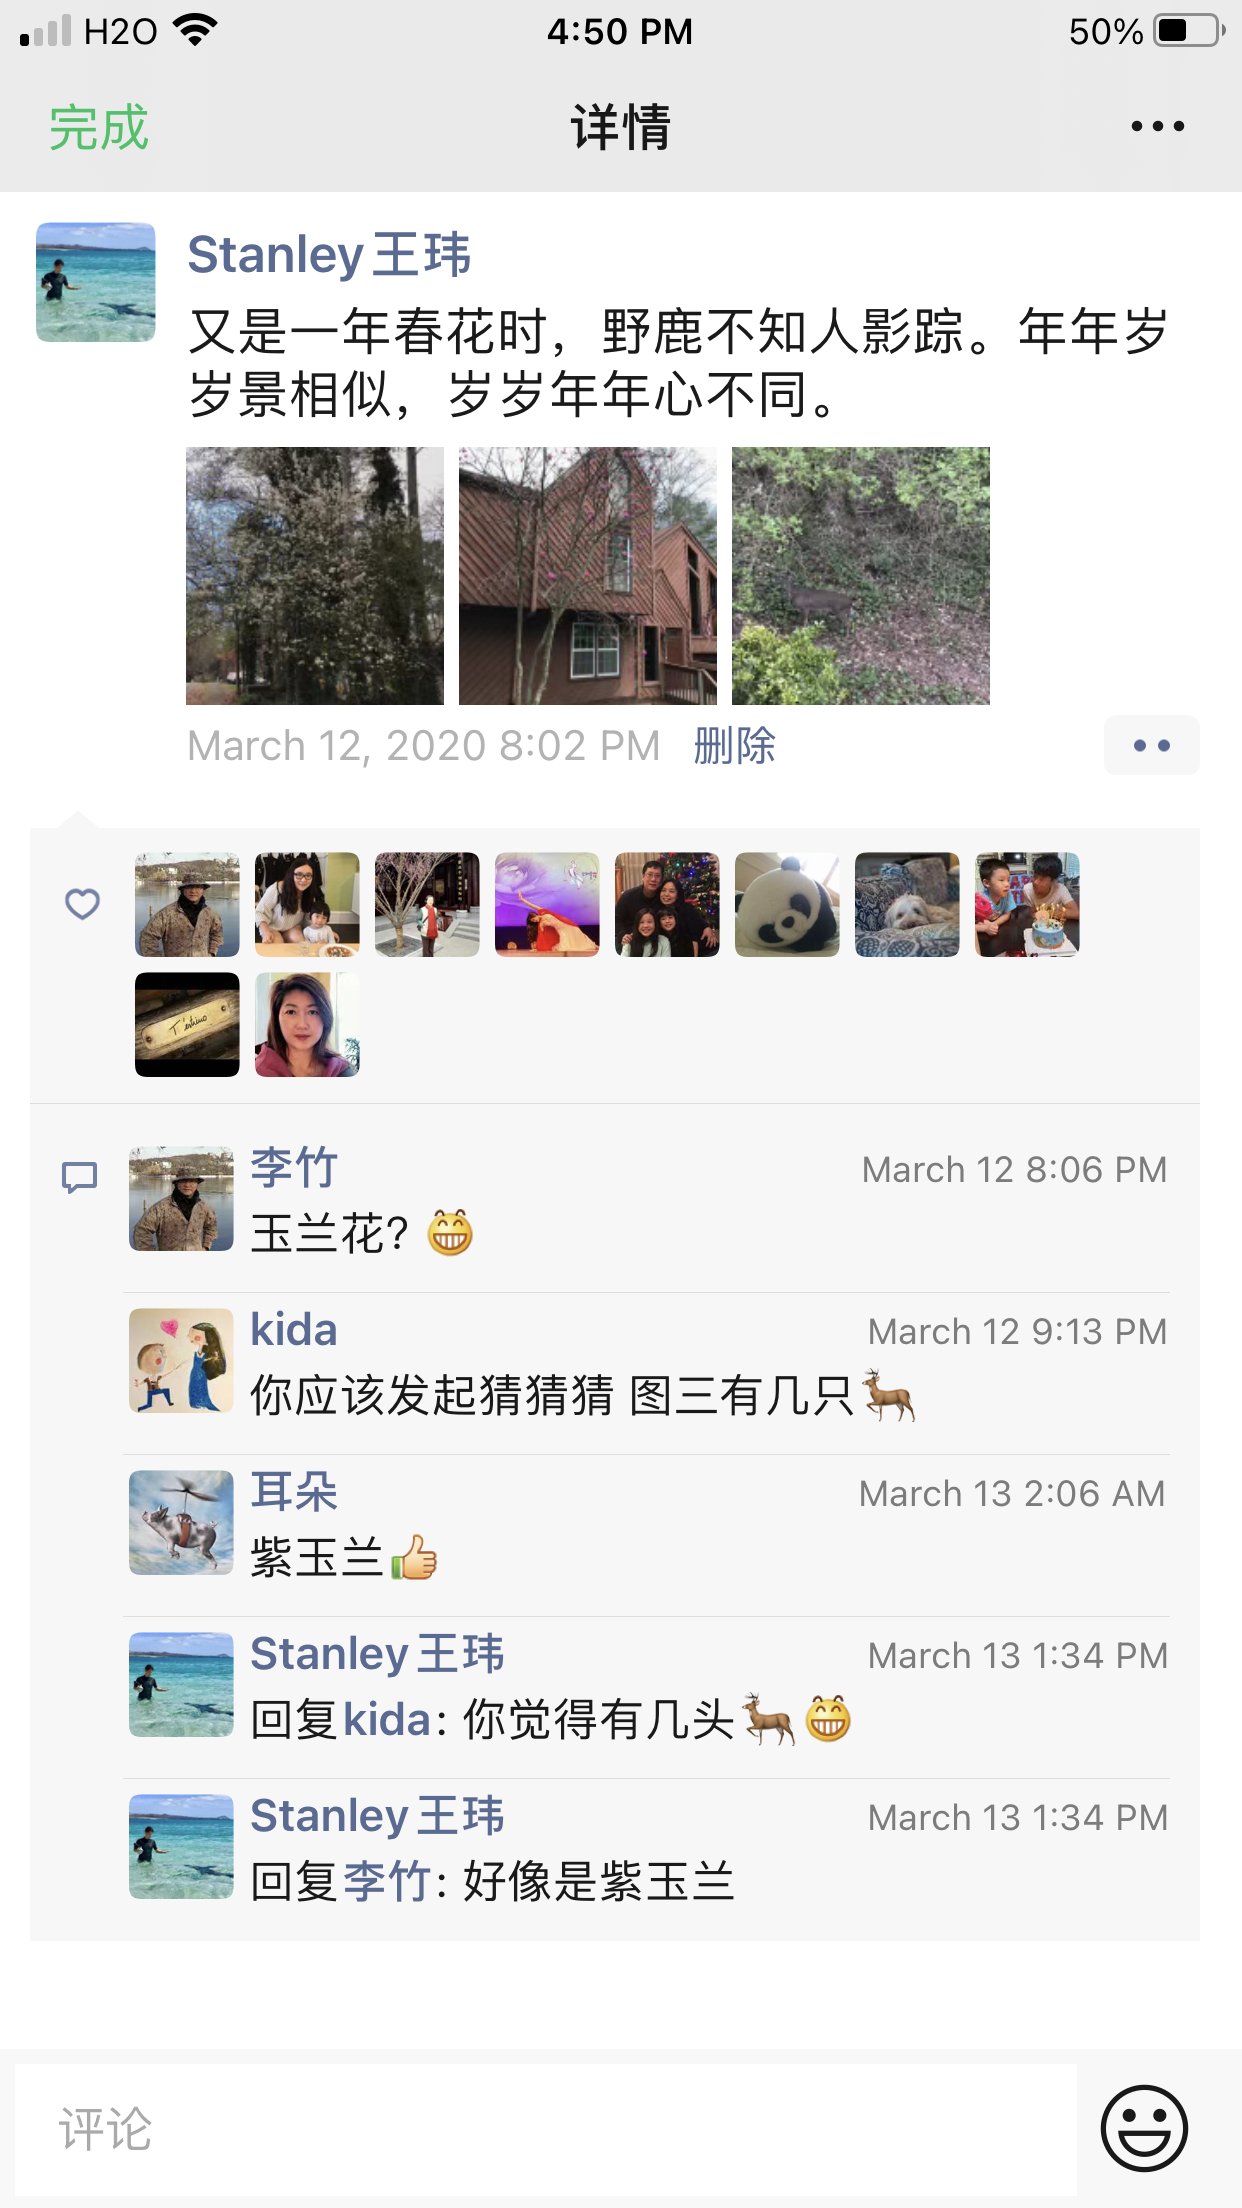 H2O
4:50 PM
50%
完成
详情
Stanley王玮
又是一年春花时，野鹿不知人影踪。年年岁
岁景相似，岁岁年年心不同。
March 12, 2020 8:02 PM 删除
李竹
March 12 8:06 PM
玉兰花? 😁
kida
March 12 9:13 PM
你应该发起猜猜猜 图三有几只🦌
耳朵
March 13 2:06 AM
紫玉兰👍
Stanley王玮
March 13 1:34 PM
回复kida: 你觉得有几头🦌😁
Stanley王玮
March 13 1:34 PM
回复李竹: 好像是紫玉兰
评论